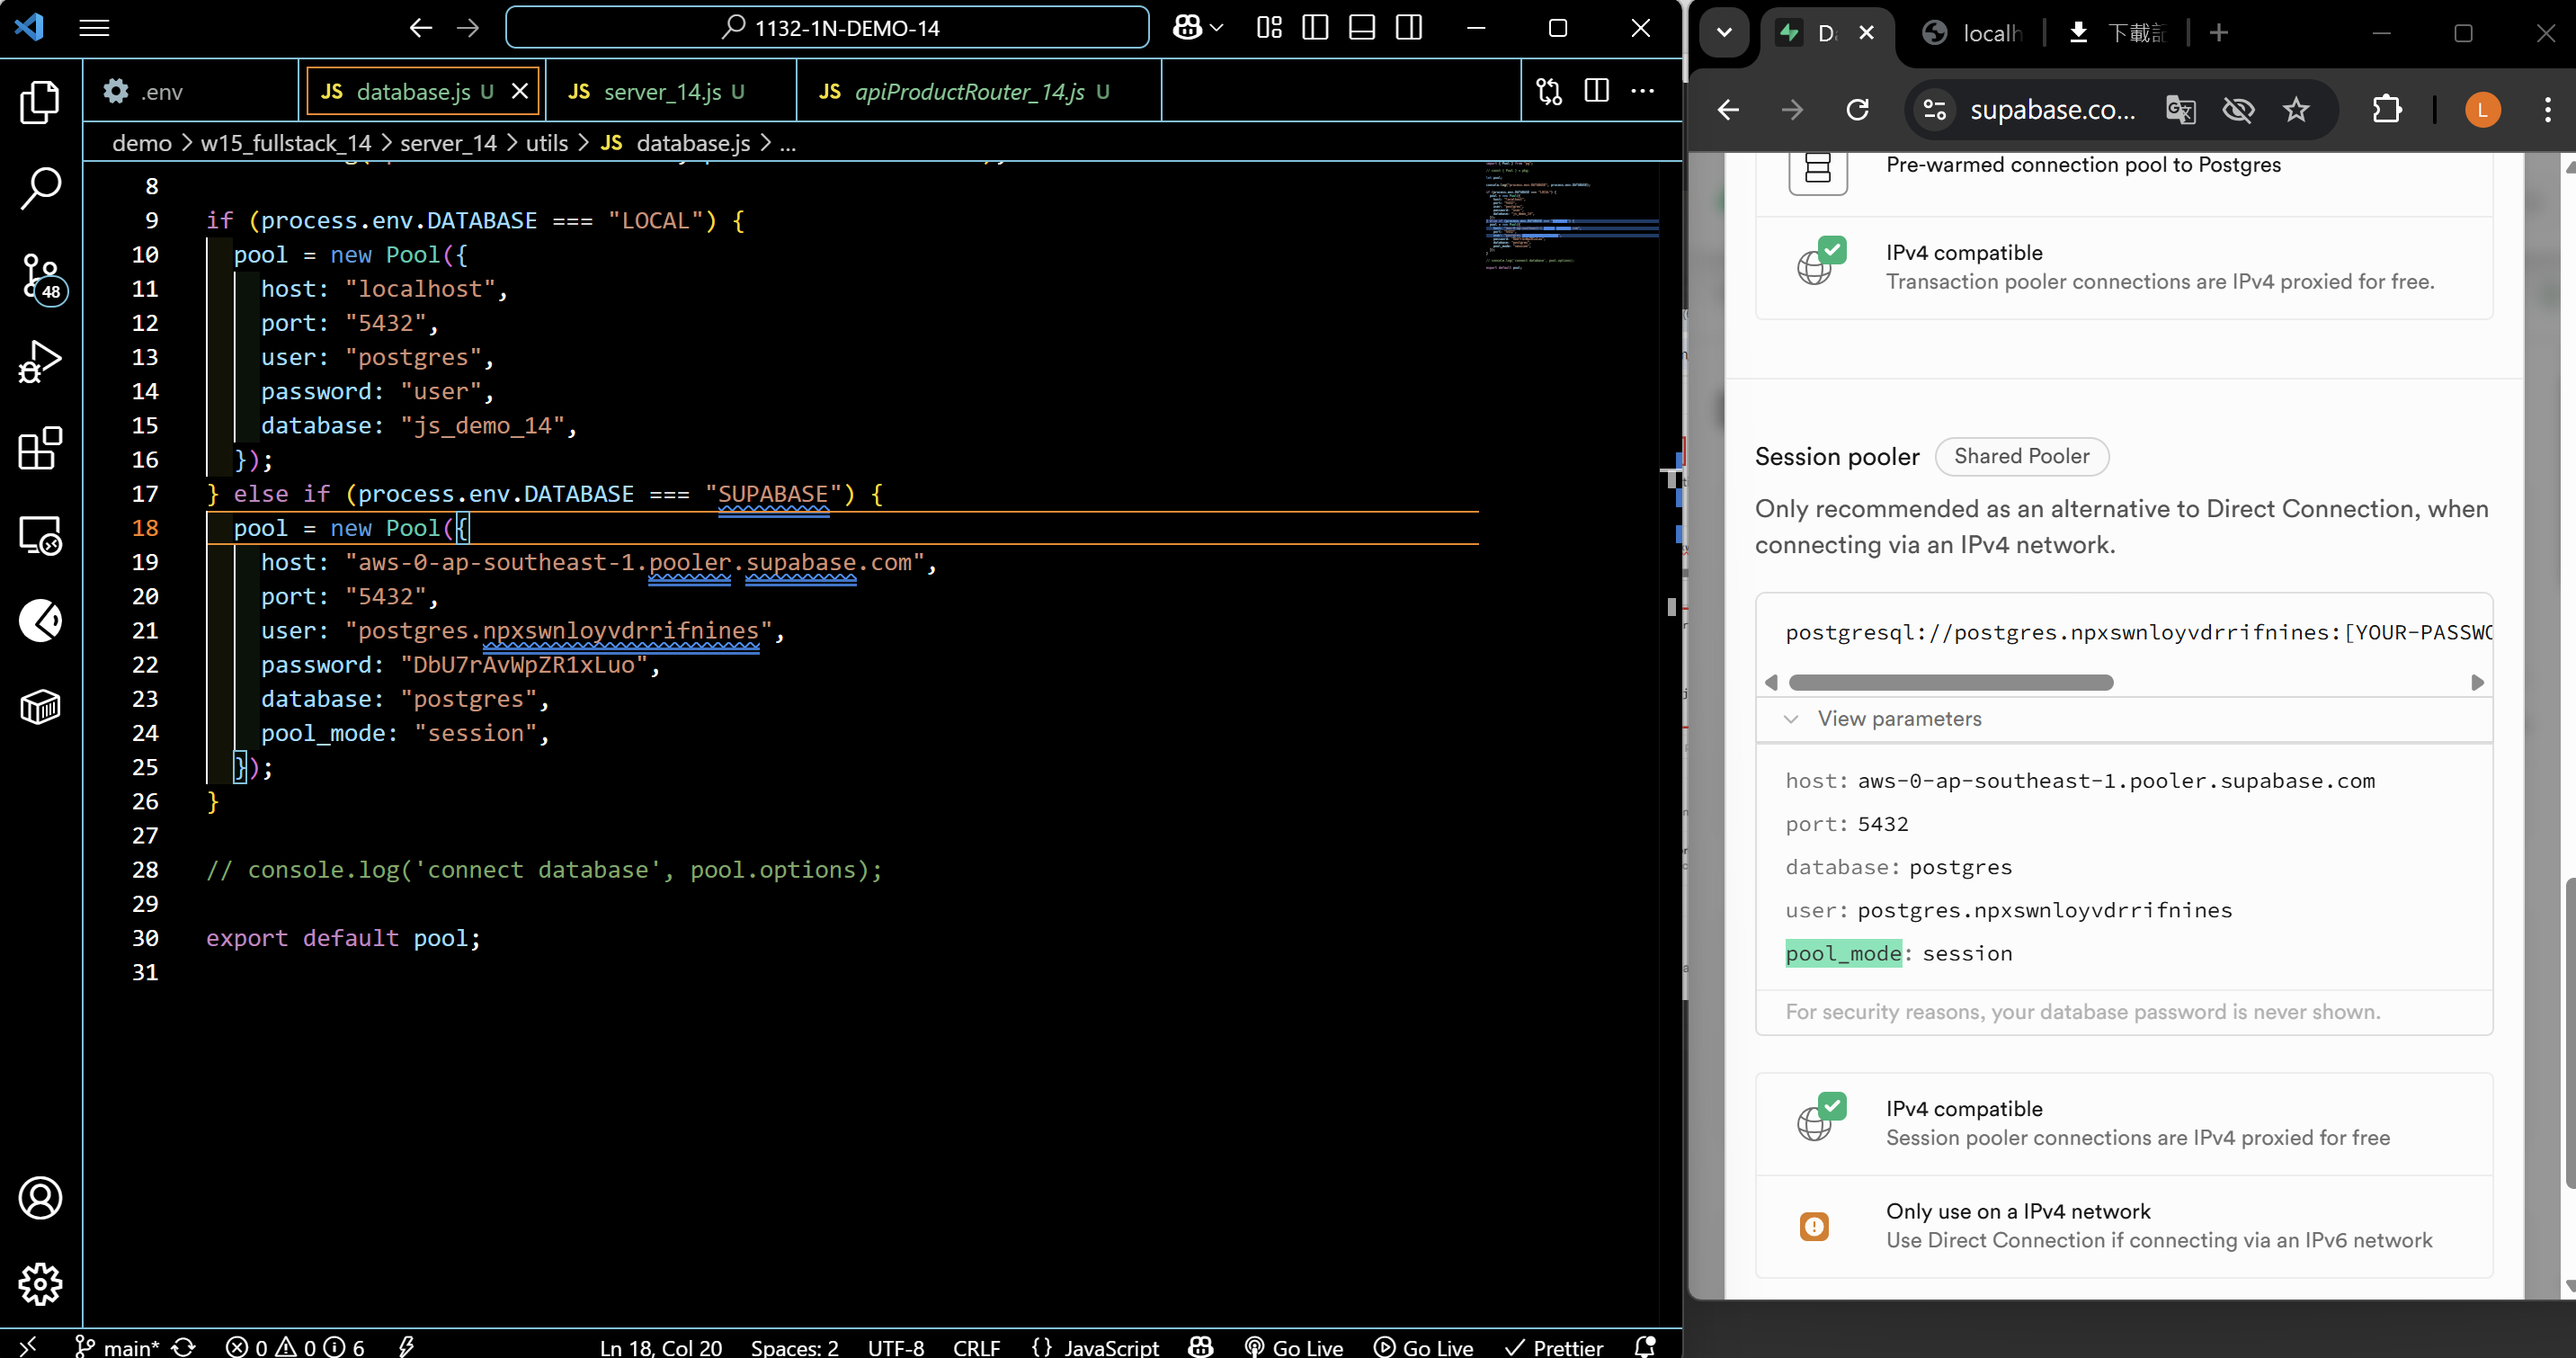 1132-1N-DEMO-14
.env
JS database.js U
JS server_14.js U
JS apiProductRouter_14.js U
demo > w15_fullstack_14 > server_14 > utils > JS database.js > ...
8
9 if (process.env.DATABASE === "LOCAL") {
10 pool = new Pool({
11 host: "localhost",
12 port: "5432",
13 user: "postgres",
14 password: "user",
15 database: "js_demo_14",
16 });
17 } else if (process.env.DATABASE === "SUPABASE") {
18 pool = new Pool({
19 host: "aws-0-ap-southeast-1.pooler.supabase.com",
20 port: "5432",
21 user: "postgres.npxswnloyvdrrifnines",
22 password: "DbU7rAvWpZR1xLuo",
23 database: "postgres",
24 pool_mode: "session",
25 });
26 }
27
28 // console.log('connect database', pool.options);
29
30 export default pool;
31
48
main*
0 0 6
Ln 18, Col 20
Spaces: 2
UTF-8
CRLF
{} JavaScript
Go Live
Go Live
Prettier
localh
下載
supabase.co...
L
Pre-warmed connection pool to Postgres
IPv4 compatible
Transaction pooler connections are IPv4 proxied for free.
Session pooler
Shared Pooler
Only recommended as an alternative to Direct Connection, when
connecting via an IPv4 network.
postgresql://postgres.npxswnloyvdrrifnines:[YOUR-PASSWO
View parameters
host: aws-0-ap-southeast-1.pooler.supabase.com
port: 5432
database: postgres
user: postgres.npxswnloyvdrrifnines
pool_mode: session
For security reasons, your database password is never shown.
IPv4 compatible
Session pooler connections are IPv4 proxied for free
Only use on a IPv4 network
Use Direct Connection if connecting via an IPv6 network